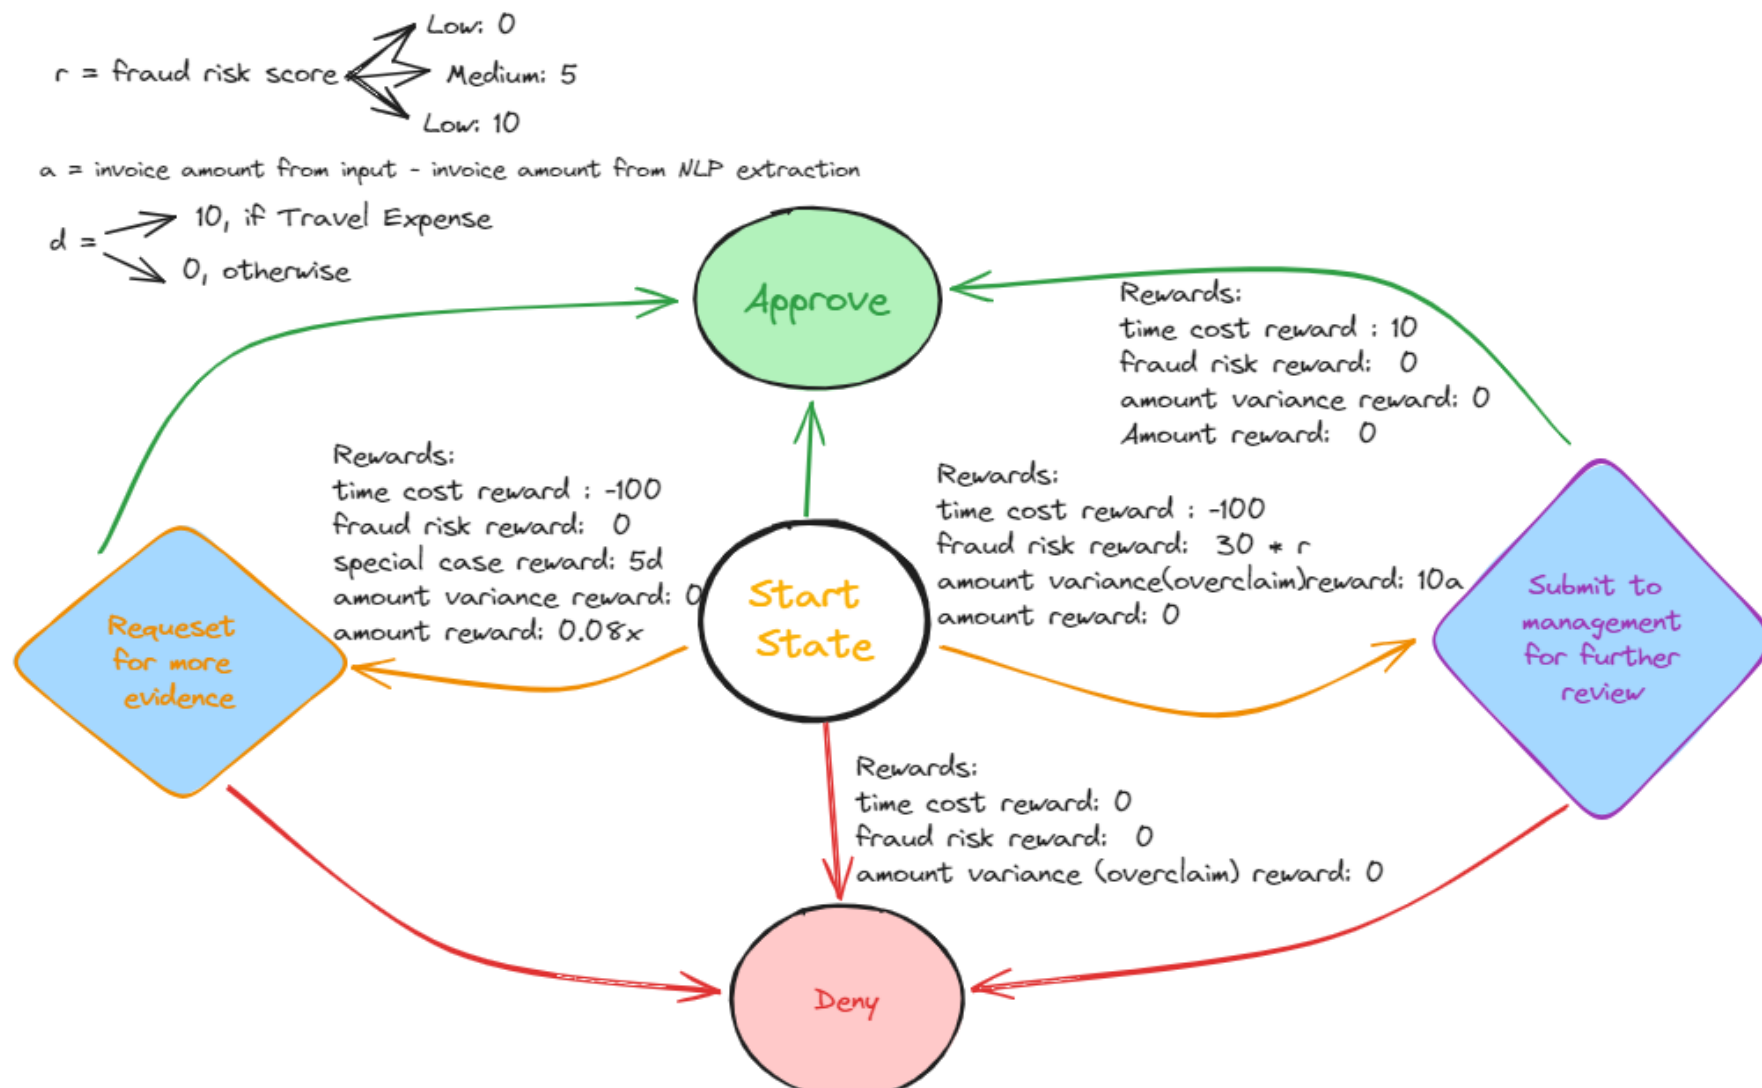 Low: 0
r = fraud risk score
Medium: 5
Low: 10
a = invoice amount from input - invoice amount from NLP extraction
d =
10, if Travel Expense
0, otherwise
Approve
Rewards:
time cost reward : 10
fraud risk reward: 0
amount variance reward: 0
Amount reward: 0
Rewards:
time cost reward : -100
fraud risk reward: 0
special case reward: 5d
amount variance reward: 0
amount reward: 0.08x
Rewards:
time cost reward : -100
fraud risk reward: 30 * r
amount variance(overclaim)reward: 10a
amount reward: 0
Requeset
for more
evidence
Start
State
Submit to
management
for further
review
Rewards:
time cost reward: 0
fraud risk reward: 0
amount variance (overclaim) reward: 0
Deny